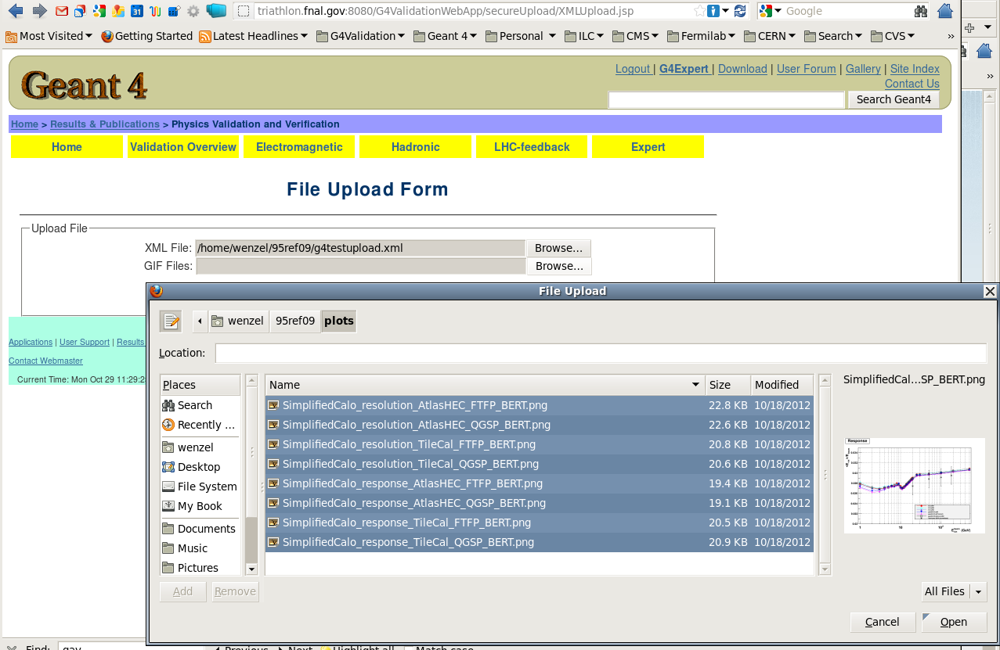 triathlon.fnal.gov:8080/G4ValidationWebApp/secureUpload/XMLUpload.jsp
Google
Most Visited Getting Started Latest Headlines G4Validation Geant 4 Personal ILC CMS Fermilab CERN Search CVS »
Geant 4
Logout | G4Expert | Download | User Forum | Gallery | Site Index
Contact Us
Search Geant4
»
Home > Results & Publications > Physics Validation and Verification
Home Validation Overview Electromagnetic Hadronic LHC-feedback Expert
File Upload Form
Upload File
XML File: /home/wenzel/95ref09/g4testupload.xml Browse...
GIF Files: Browse...
Applications | User Support | Results
Contact Webmaster
Current Time: Mon Oct 29 11:29:2
File Upload
wenzel 95ref09 plots
Location:
Places
Search
Recently ...
wenzel
Desktop
File System
My Book
Documents
Music
Pictures
Add Remove
Name Size Modified
SimplifiedCalo_resolution_AtlasHEC_FTFP_BERT.png 22.8 KB 10/18/2012
SimplifiedCalo_resolution_AtlasHEC_QGSP_BERT.png 22.6 KB 10/18/2012
SimplifiedCalo_resolution_TileCal_FTFP_BERT.png 20.8 KB 10/18/2012
SimplifiedCalo_resolution_TileCal_QGSP_BERT.png 20.6 KB 10/18/2012
SimplifiedCalo_response_AtlasHEC_FTFP_BERT.png 19.4 KB 10/18/2012
SimplifiedCalo_response_AtlasHEC_QGSP_BERT.png 19.1 KB 10/18/2012
SimplifiedCalo_response_TileCal_FTFP_BERT.png 20.5 KB 10/18/2012
SimplifiedCalo_response_TileCal_QGSP_BERT.png 20.9 KB 10/18/2012
SimplifiedCal...SP_BERT.png
Response
All Files
Cancel Open
Find: gay Previous Next Highlight all Match case